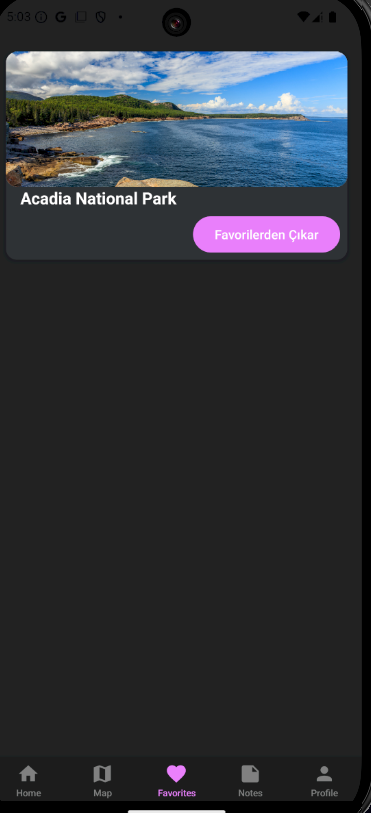 5:03
Acadia National Park
Favorilerden Çıkar
Home
Map
Favorites
Notes
Profile